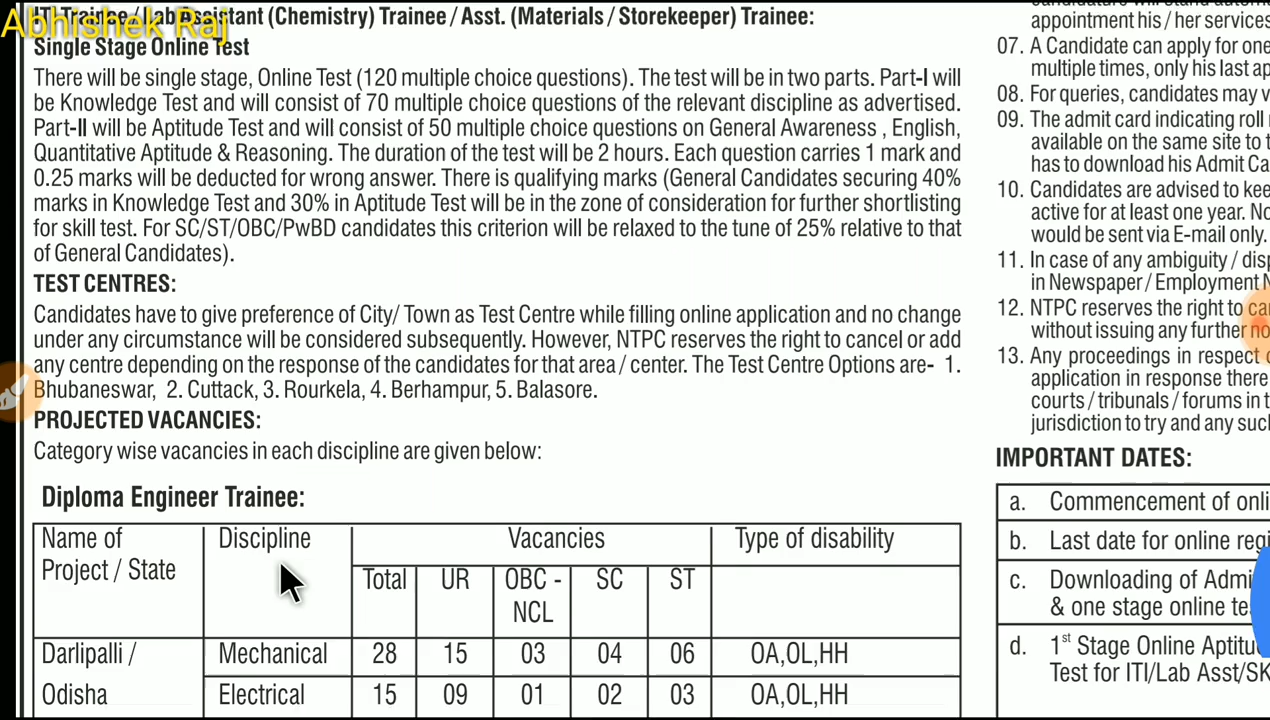 Abhishek Raj
ITI Trainee / Lab Assistant (Chemistry) Trainee / Asst. (Materials / Storekeeper) Trainee:
Single Stage Online Test
There will be single stage, Online Test (120 multiple choice questions). The test will be in two parts. Part-I will
be Knowledge Test and will consist of 70 multiple choice questions of the relevant discipline as advertised.
Part-II will be Aptitude Test and will consist of 50 multiple choice questions on General Awareness , English,
Quantitative Aptitude & Reasoning. The duration of the test will be 2 hours. Each question carries 1 mark and
0.25 marks will be deducted for wrong answer. There is qualifying marks (General Candidates securing 40%
marks in Knowledge Test and 30% in Aptitude Test will be in the zone of consideration for further shortlisting
for skill test. For SC/ST/OBC/PwBD candidates this criterion will be relaxed to the tune of 25% relative to that
of General Candidates).
TEST CENTRES:
Candidates have to give preference of City/ Town as Test Centre while filling online application and no change
under any circumstance will be considered subsequently. However, NTPC reserves the right to cancel or add
any centre depending on the response of the candidates for that area / center. The Test Centre Options are- 1.
Bhubaneswar, 2. Cuttack, 3. Rourkela, 4. Berhampur, 5. Balasore.
PROJECTED VACANCIES:
Category wise vacancies in each discipline are given below:
Diploma Engineer Trainee:
Name of Project / State Discipline Vacancies Type of disability
Total UR OBC - NCL SC ST
Darlipalli / Mechanical 28 15 03 04 06 OA,OL,HH
Odisha Electrical 15 09 01 02 03 OA,OL,HH
appointment his / her services
07. A Candidate can apply for one
multiple times, only his last ap
08. For queries, candidates may v
09. The admit card indicating roll
available on the same site to t
has to download his Admit Ca
10. Candidates are advised to kee
active for at least one year. No
would be sent via E-mail only.
11. In case of any ambiguity / disp
in Newspaper / Employment N
12. NTPC reserves the right to ca
without issuing any further no
13. Any proceedings in respect
application in response there
courts / tribunals / forums in t
jurisdiction to try and any suc
IMPORTANT DATES:
a. Commencement of onli
b. Last date for online regi
c. Downloading of Admi
& one stage online te
d. 1st Stage Online Aptitu
Test for ITI/Lab Asst/SK